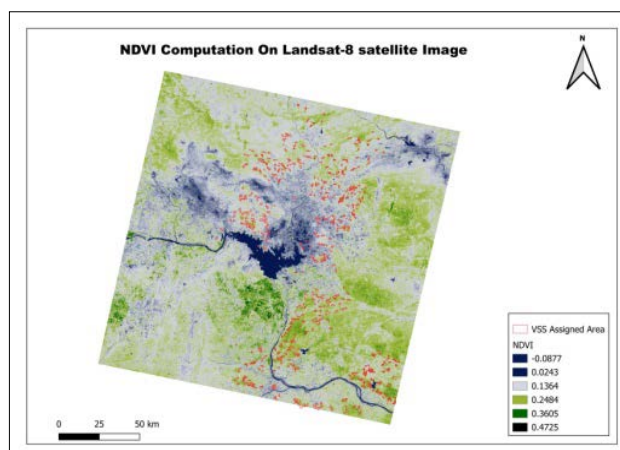 NDVI Computation On Landsat-8 satellite Image
N
VSS Assigned Area
NDVI
-0.0877
0.0243
0.1364
0.2484
0.3605
0.4725
0 25 50 km